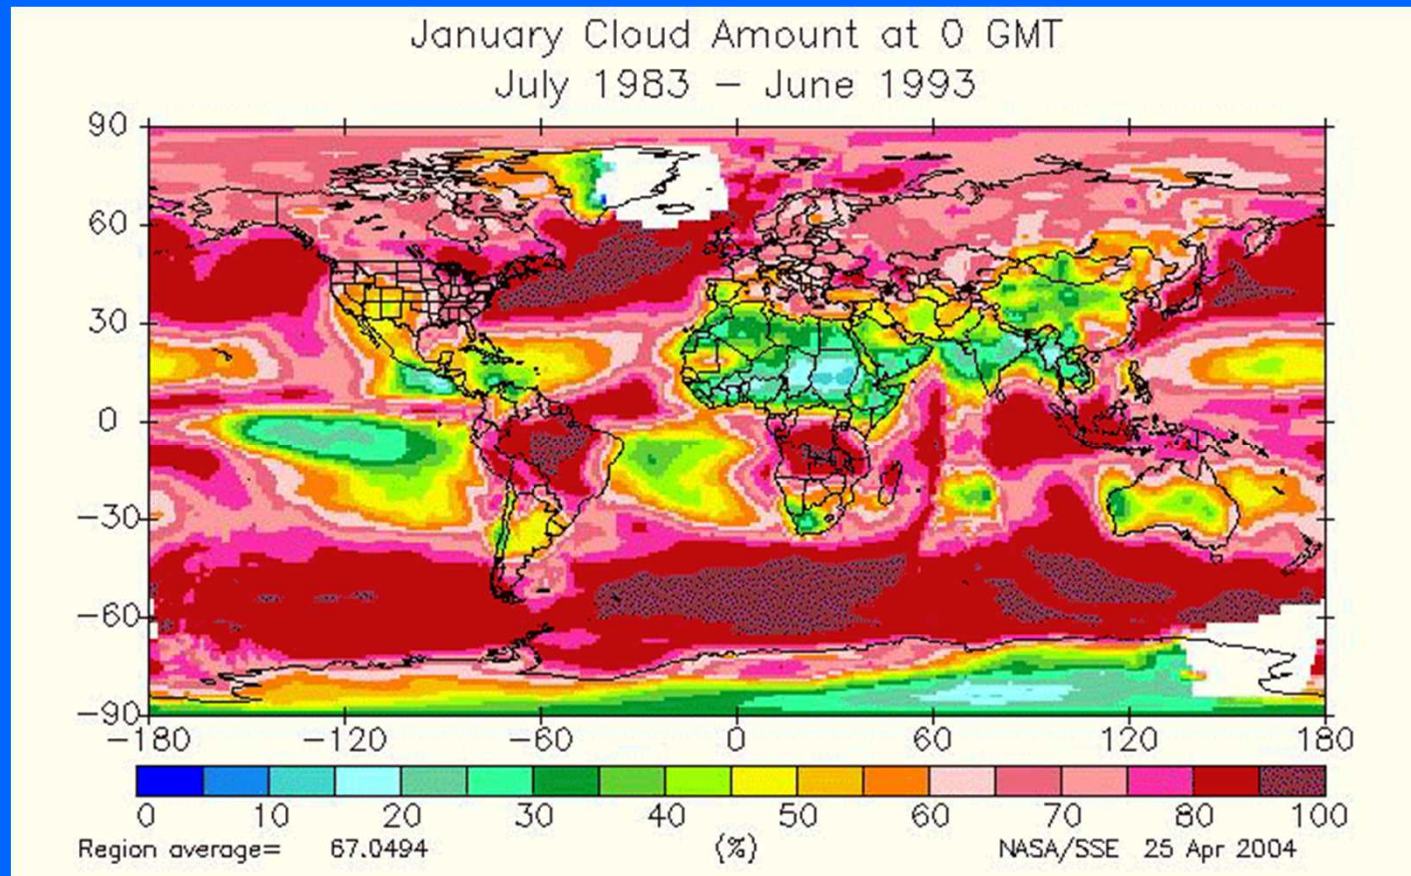 January Cloud Amount at 0 GMT
July 1983 – June 1993
90
60
30
0
−30
−60
−90
−180 −120 −60 0 60 120 180
0 10 20 30 40 50 60 70 80 100
Region average= 67.0494 (%) NASA/SSE 25 Apr 2004